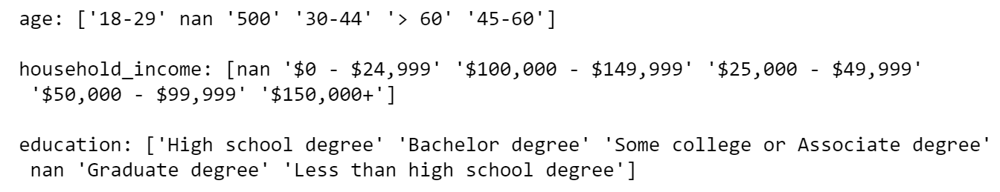 age: ['18-29' nan '500' '30-44' '> 60' '45-60']
household_income: [nan '$0 - $24,999' '$100,000 - $149,999' '$25,000 - $49,999'
'$50,000 - $99,999' '$150,000+']
education: ['High school degree' 'Bachelor degree' 'Some college or Associate degree'
nan 'Graduate degree' 'Less than high school degree']